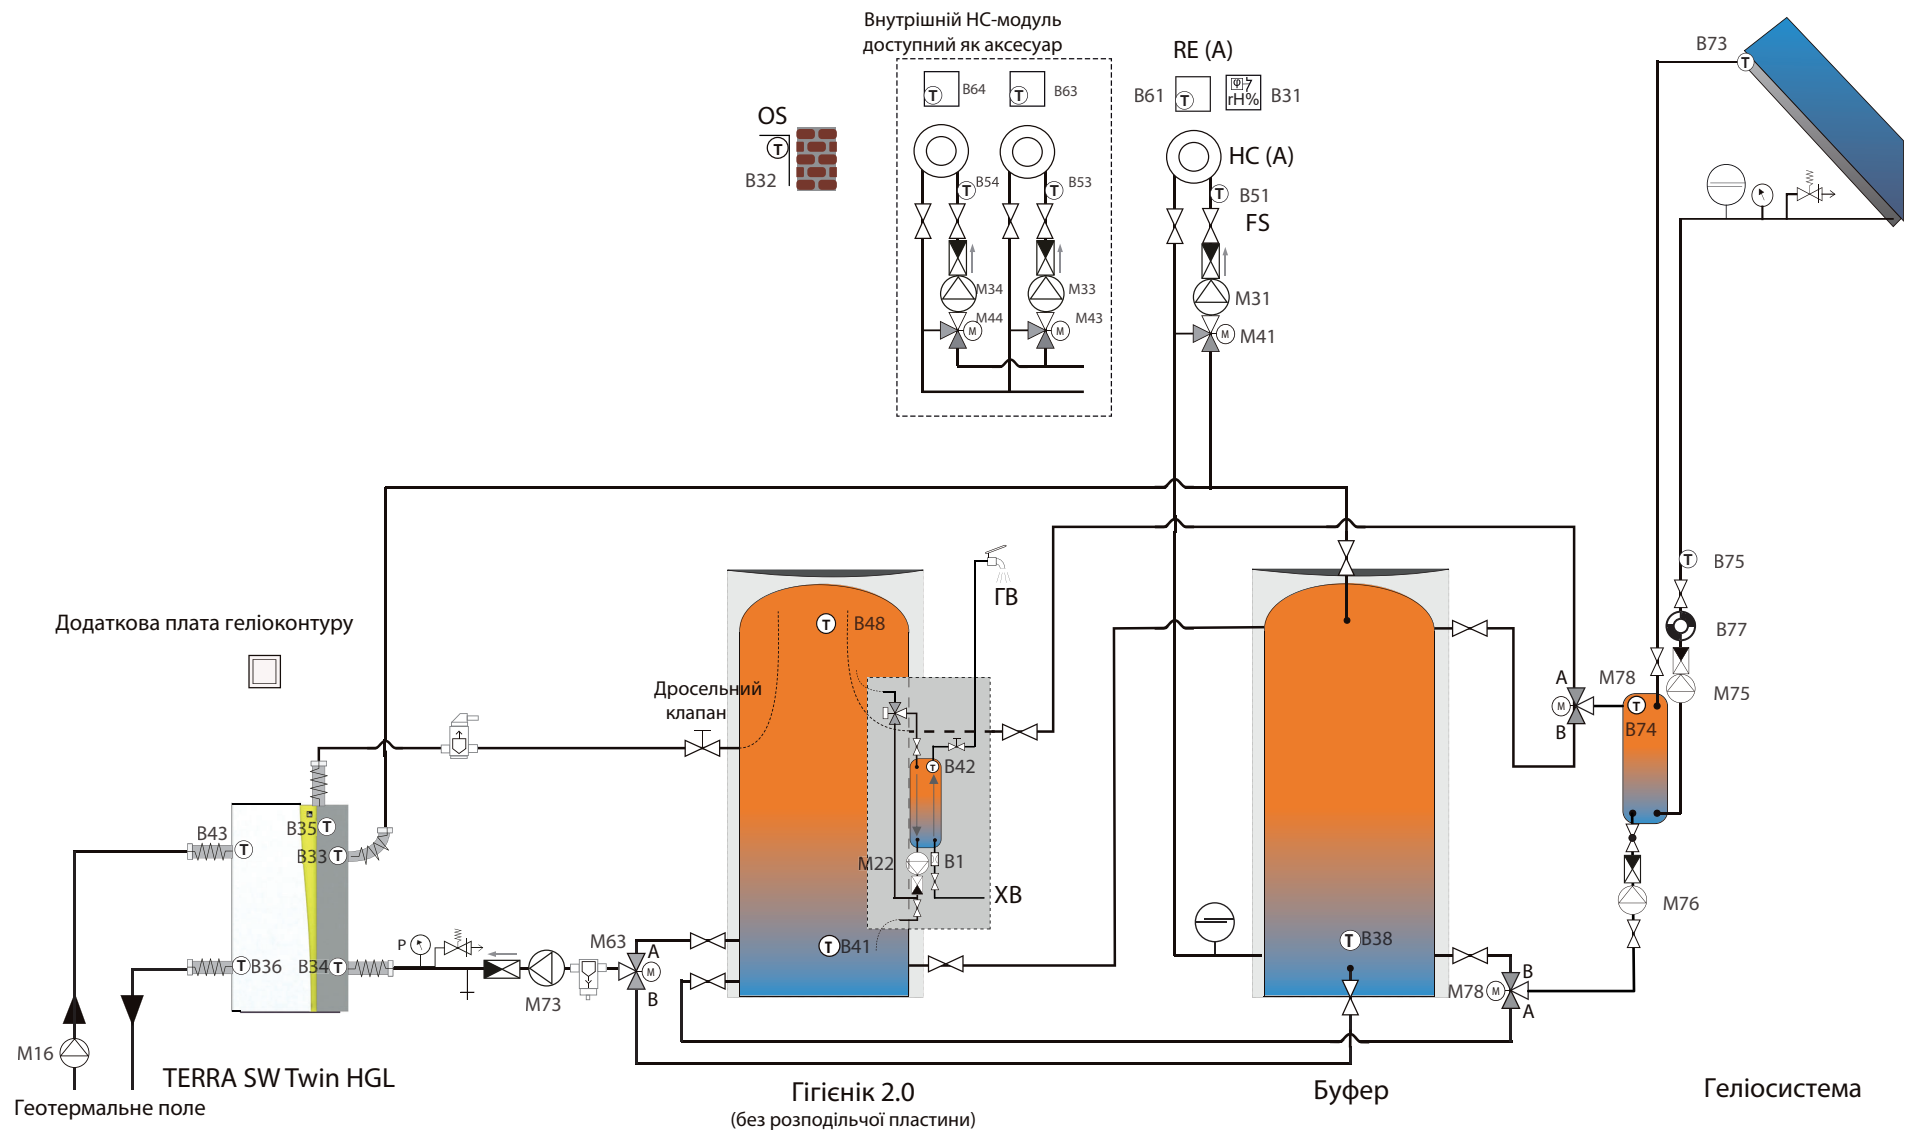 Внутрішній HC-модуль
доступний як аксесуар
RE (A)
B73
T
B64
T
B63
T
B61
T
rH%
B31
OS
T
B32
HC (A)
T
B54
T
B53
T
B51
FS
M34
M33
M31
M44
M
M43
M
M
M41
T
B75
ГВ
Додаткова плата геліоконтуру
T
B48
B77
Дросельний
клапан
A
M78
M
B
M75
T
B74
T
B42
B43
T
B35
T
B33
T
M22
B1
ХВ
M76
P
M63
A
M
B
T
B41
T
B38
T
B36
B34
T
M73
B
M78
M
A
M16
TERRA SW Twin HGL
Геотермальне поле
Гігієнік 2.0
(без розподільчої пластини)
Буфер
Геліосистема